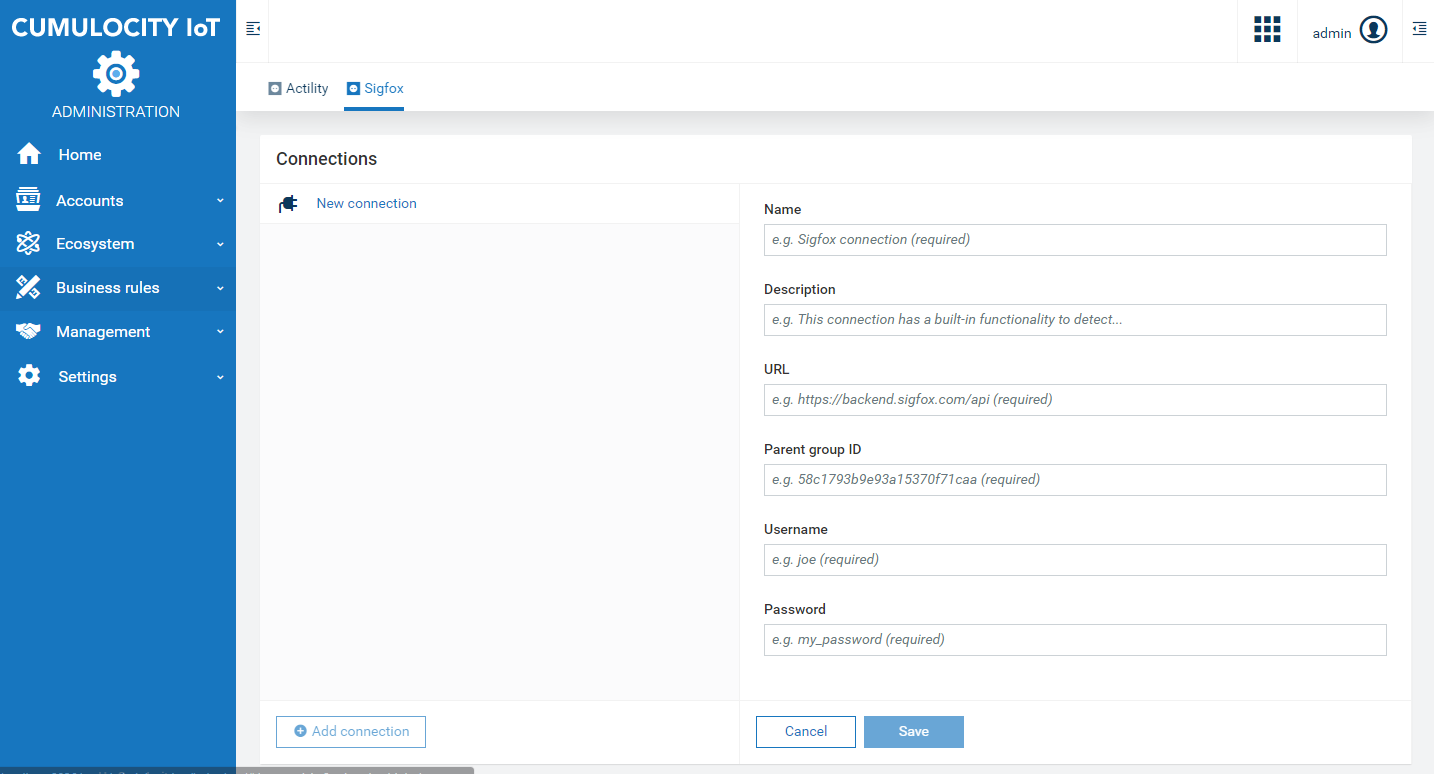 CUMULOCITY IoT
ADMINISTRATION
Home
Accounts
Ecosystem
Business rules
Management
Settings
admin
Actility
Sigfox
Connections
New connection
Name
e.g. Sigfox connection (required)
Description
e.g. This connection has a built-in functionality to detect...
URL
e.g. https://backend.sigfox.com/api (required)
Parent group ID
e.g. 58c1793b9e93a15370f71caa (required)
Username
e.g. joe (required)
Password
e.g. my_password (required)
Add connection
Cancel
Save